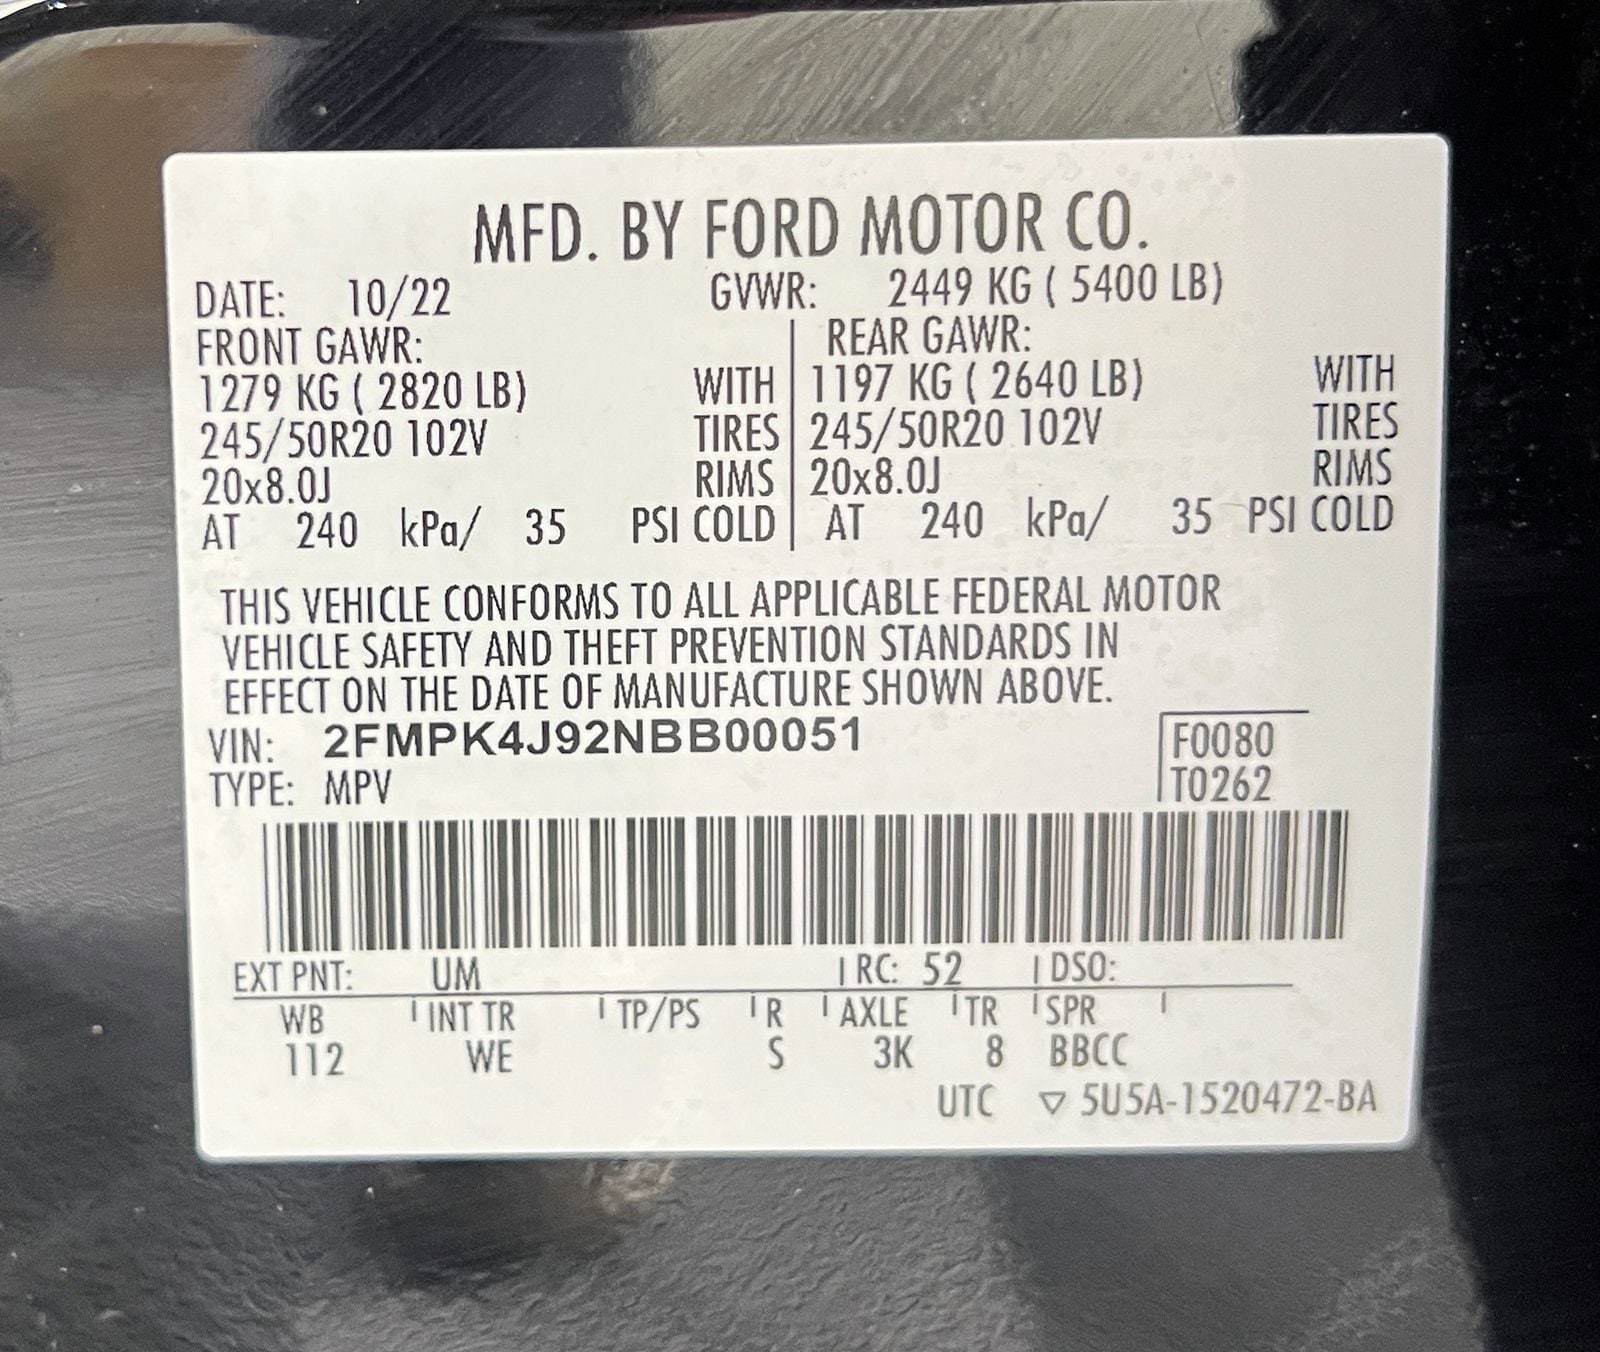 MFD. BY FORD MOTOR CO.
DATE: 10/22 GVWR: 2449 KG ( 5400 LB)
FRONT GAWR: REAR GAWR:
1279 KG ( 2820 LB) WITH 1197 KG ( 2640 LB) WITH
245/50R20 102V TIRES 245/50R20 102V TIRES
20x8.0J RIMS 20x8.0J RIMS
AT 240 kPa/ 35 PSI COLD AT 240 kPa/ 35 PSI COLD
THIS VEHICLE CONFORMS TO ALL APPLICABLE FEDERAL MOTOR
VEHICLE SAFETY AND THEFT PREVENTION STANDARDS IN
EFFECT ON THE DATE OF MANUFACTURE SHOWN ABOVE.
VIN: 2FMPK4J92NBB00051 F0080
TYPE: MPV T0262
EXT PNT: UM RC: 52 DSO:
WB INT TR TP/PS R AXLE TR SPR
112 WE S 3K 8 BBCC
UTC ▽ 5U5A-1520472-BA